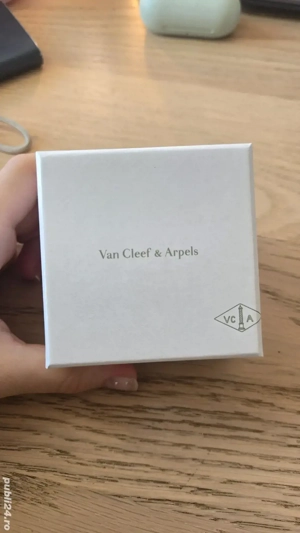 Van Cleef & Arpels
VC A
publi24.ro